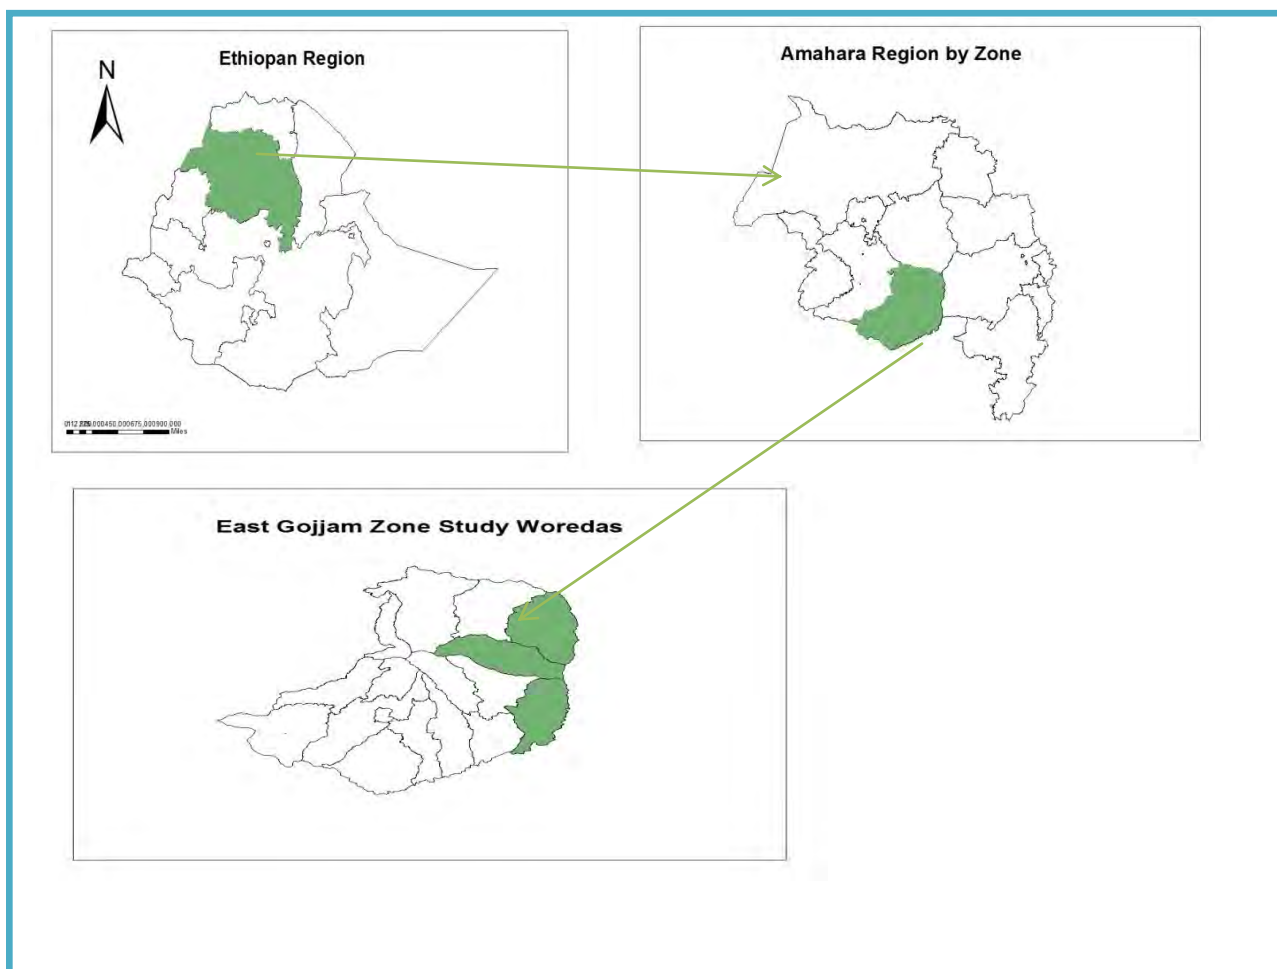 Ethiopan Region
N
Miles
Amahara Region by Zone
East Gojjam Zone Study Woredas